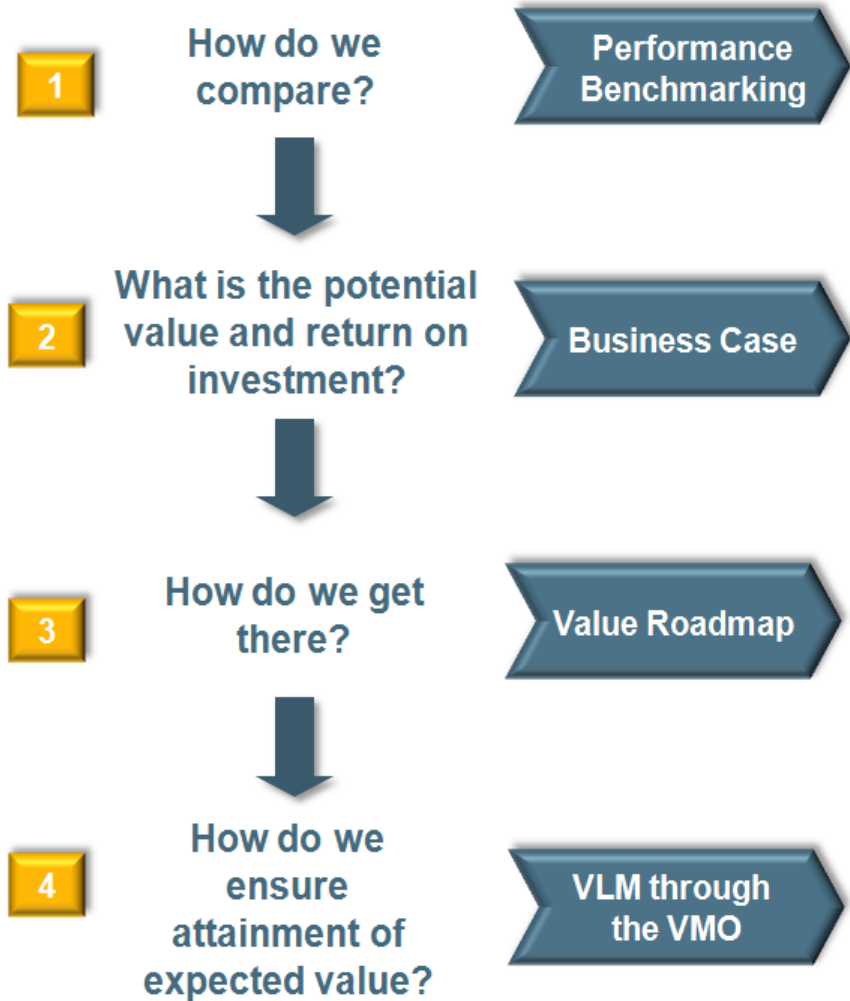 1
How do we
compare?
Performance
Benchmarking
2
What is the potential
value and return on
investment?
Business Case
3
How do we get
there?
Value Roadmap
4
How do we
ensure
attainment of
expected value?
VLM through
the VMO